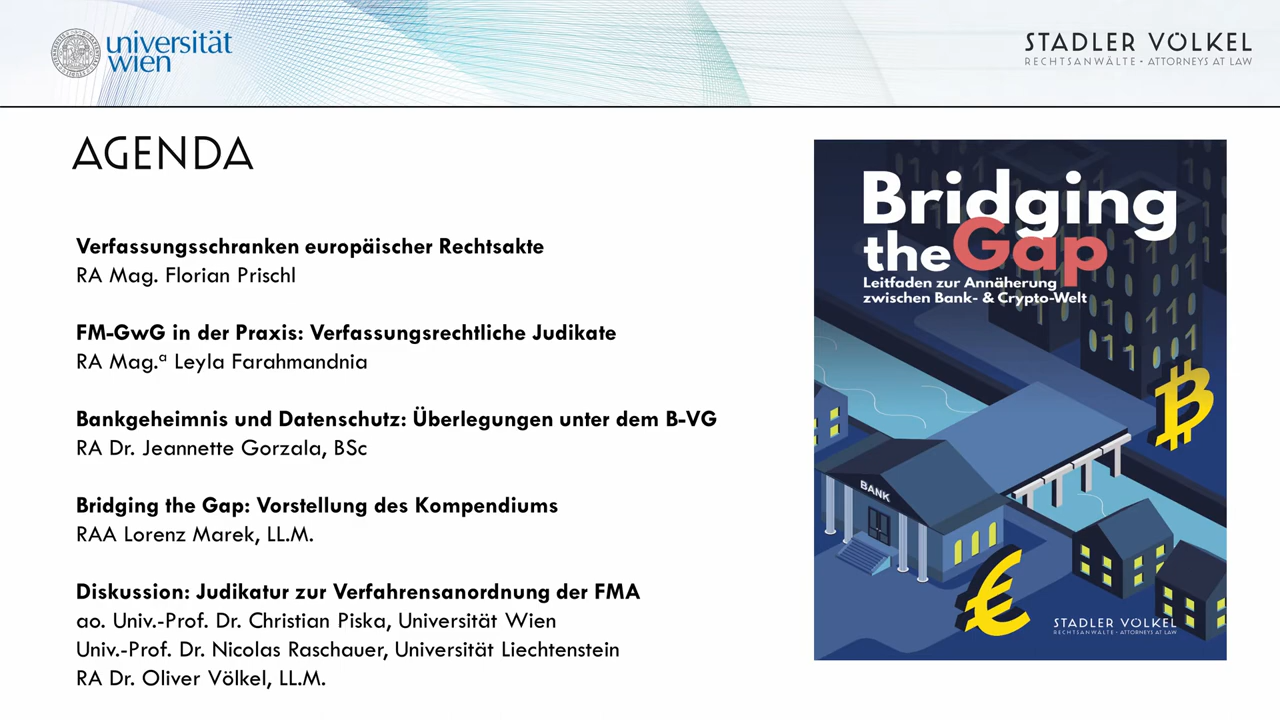 universität
wien
STADLER VÖLKEL
RECHTSANWÄLTE • ATTORNEYS AT LAW
AGENDA
Verfassungsschranken europäischer Rechtsakte
RA Mag. Florian Prischl
FM-GwG in der Praxis: Verfassungsrechtliche Judikate
RA Mag.ª Leyla Farahmandnia
Bankgeheimnis und Datenschutz: Überlegungen unter dem B-VG
RA Dr. Jeannette Gorzala, BSc
Bridging the Gap: Vorstellung des Kompendiums
RAA Lorenz Marek, LL.M.
Diskussion: Judikatur zur Verfahrensanordnung der FMA
ao. Univ.-Prof. Dr. Christian Piska, Universität Wien
Univ.-Prof. Dr. Nicolas Raschauer, Universität Liechtenstein
RA Dr. Oliver Völkel, LL.M.
Bridging
the Gap
Leitfaden zur Annäherung
zwischen Bank- & Crypto-Welt
BANK
STADLER VÖLKEL
RECHTSANWÄLTE • ATTORNEYS AT LAW